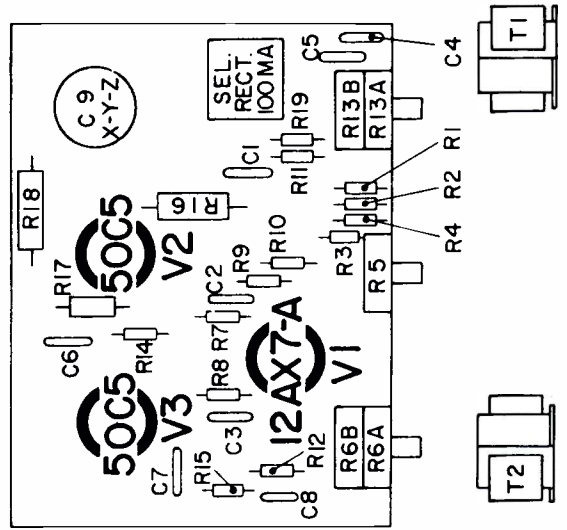 C 9
X-Y-Z
SEL.
RECT.
100MA
C5
C4
T1
R18
R16
C1
R19
R11
R13B
R13A
R1
R2
R4
R3
R17
50C5
V2
R10
R9
C2
R5
C6
R14
R7
R8
12AX7-A
V1
50C5
V3
C3
C7
R15
R12
C8
R6B
R6A
T2